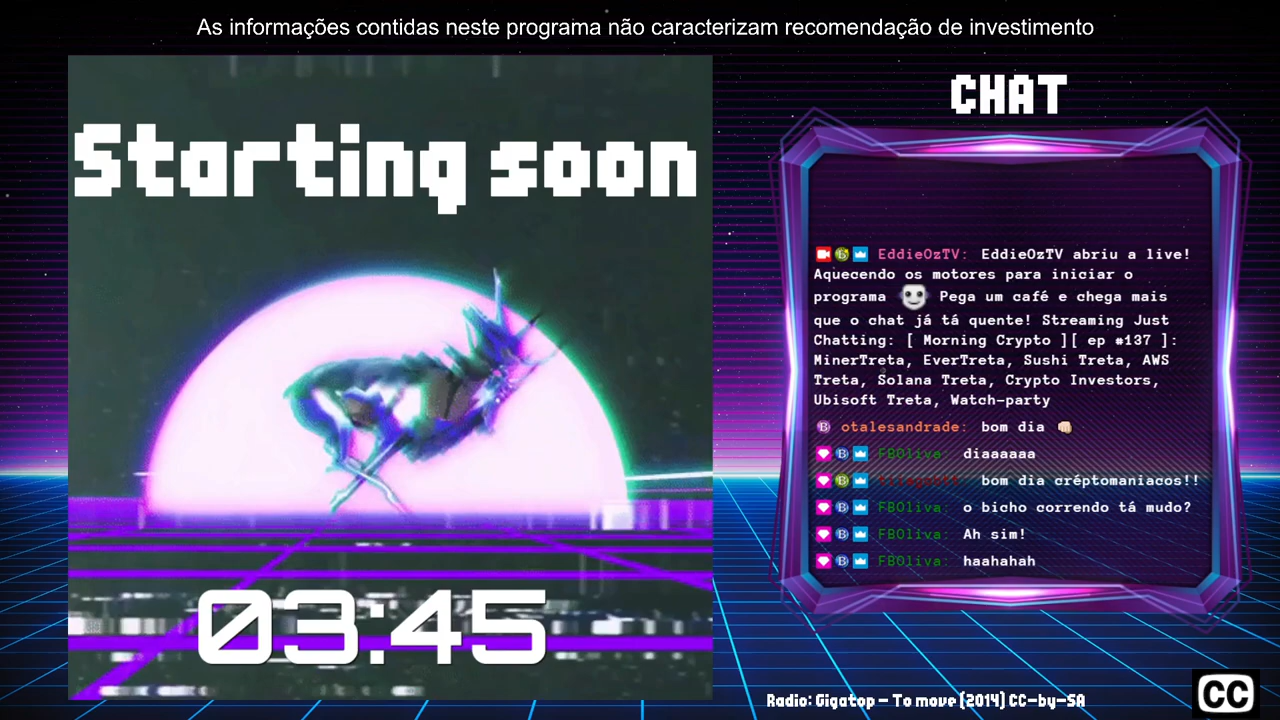 As informações contidas neste programa não caracterizam recomendação de investimento
Starting soon
03:45
CHAT
EddieOzTV: EddieOzTV abriu a live!
Aquecendo os motores para iniciar o
programa Pega um café e chega mais
que o chat já tá quente! Streaming Just
Chatting: [ Morning Crypto ][ ep #137 ]:
MinerTreta, EverTreta, Sushi Treta, AWS
Treta, Solana Treta, Crypto Investors,
Ubisoft Treta, Watch-party
otalesandrade: bom dia 👊🏻
FBOliva: diaaaaaa
bom dia créptomaniacos!!
FBOliva: o bicho correndo tá mudo?
FBOliva: Ah sim!
FBOliva: haahahah
Radio: Gigatop - To move (2014) CC-by-SA
CC